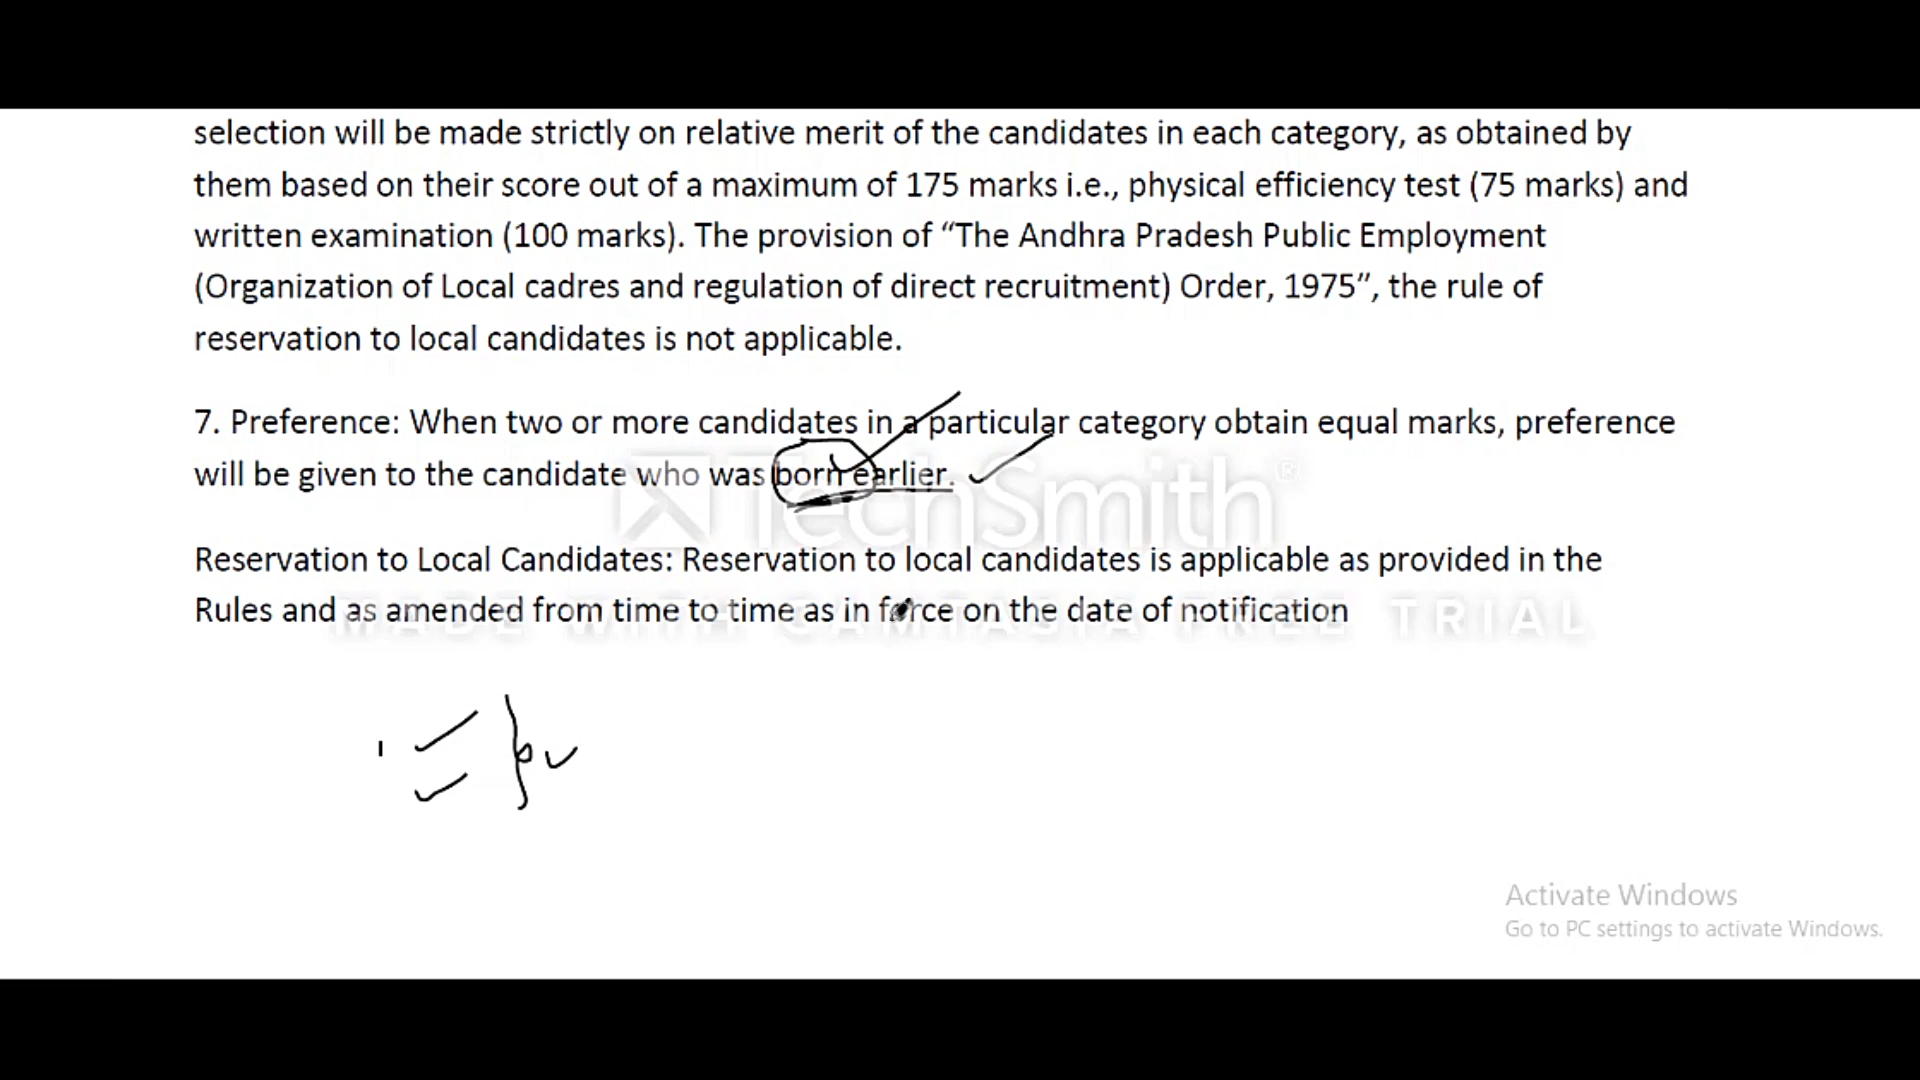 selection will be made strictly on relative merit of the candidates in each category, as obtained by
them based on their score out of a maximum of 175 marks i.e., physical efficiency test (75 marks) and
written examination (100 marks). The provision of “The Andhra Pradesh Public Employment
(Organization of Local cadres and regulation of direct recruitment) Order, 1975”, the rule of
reservation to local candidates is not applicable.
7. Preference: When two or more candidates in a particular category obtain equal marks, preference
will be given to the candidate who was born earlier.
TechSmith®
Reservation to Local Candidates: Reservation to local candidates is applicable as provided in the
Rules and as amended from time to time as in force on the date of notification
MADE WITH CAMTASIA FREE TRIAL
Activate Windows
Go to PC settings to activate Windows.